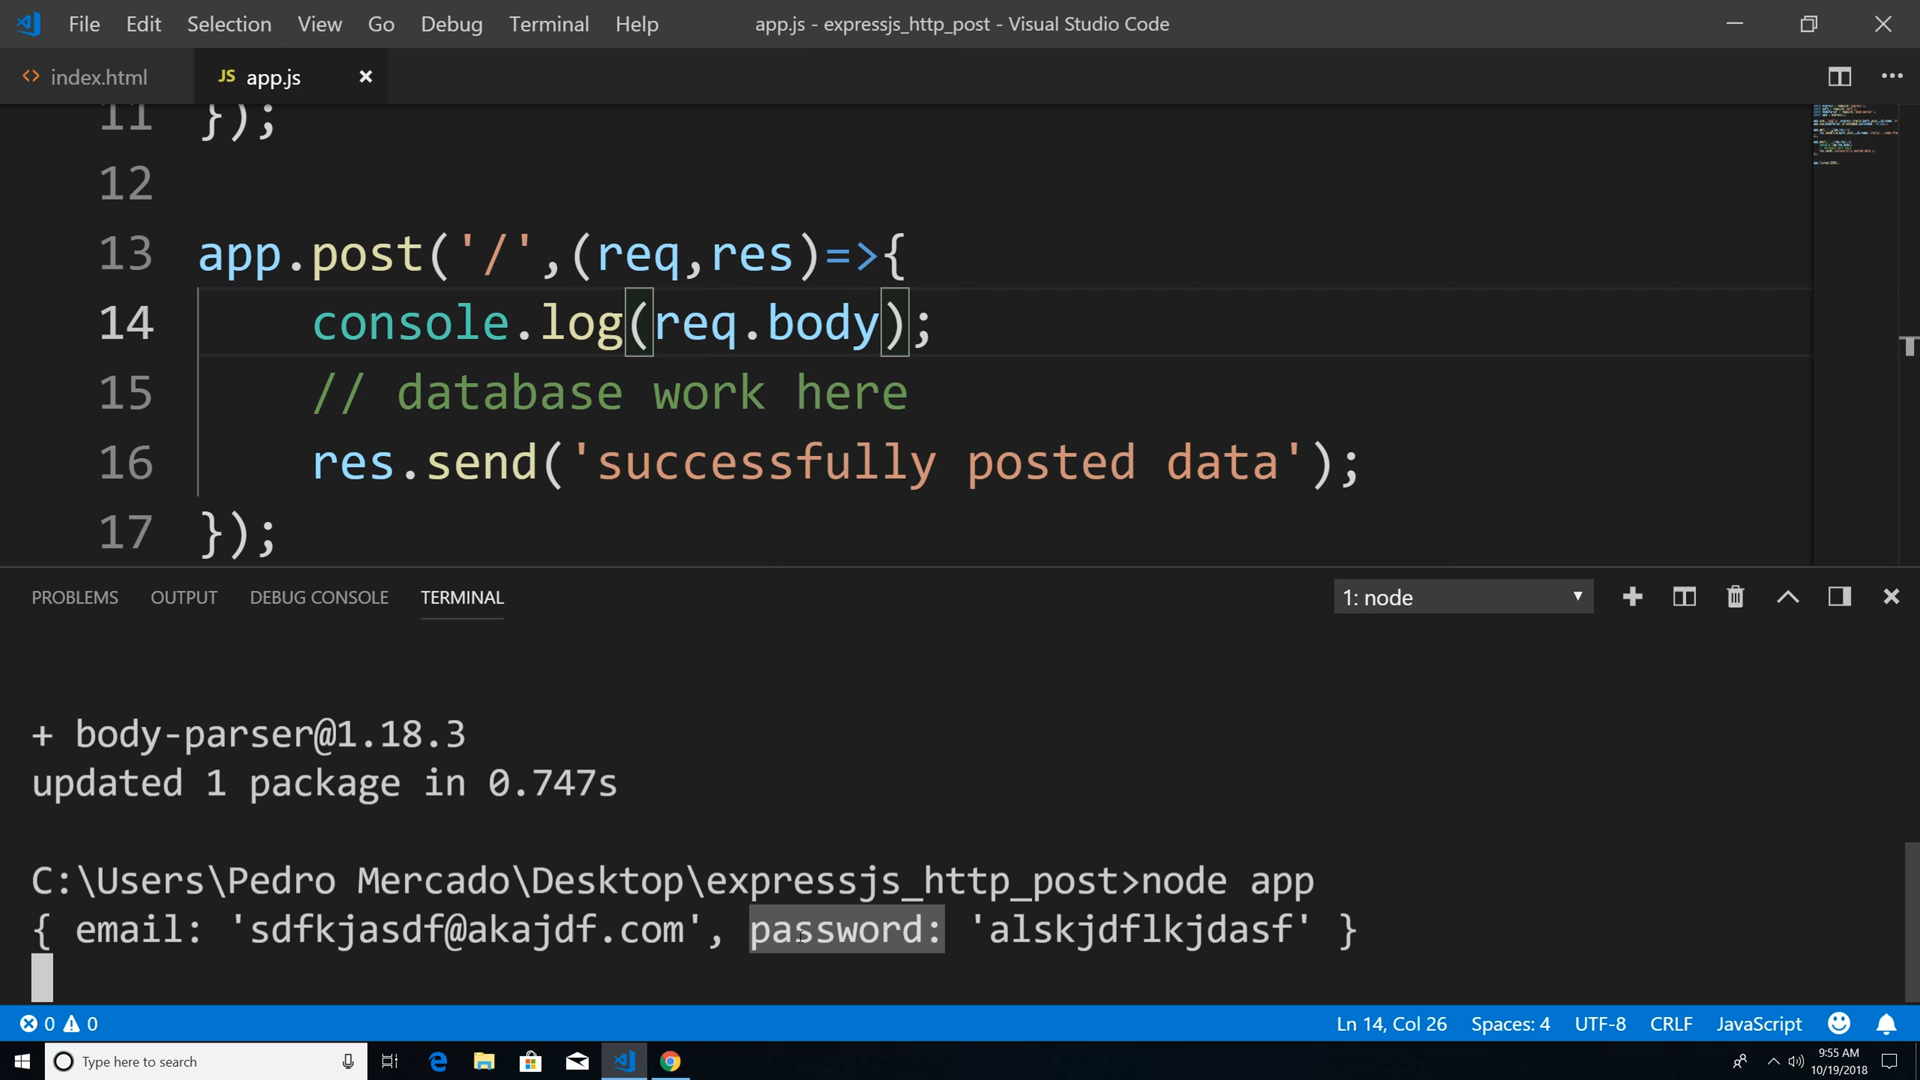 File Edit Selection View Go Debug Terminal Help app.js - expressjs_http_post - Visual Studio Code
index.html JS app.js
11 });
12
13 app.post('/',(req,res)=>{
14 console.log(req.body);
15 // database work here
16 res.send('successfully posted data');
17 });
PROBLEMS OUTPUT DEBUG CONSOLE TERMINAL 1: node
+ body-parser@1.18.3
updated 1 package in 0.747s
C:\Users\Pedro Mercado\Desktop\expressjs_http_post>node app
{ email: 'sdfkjasdf@akajdf.com', password: 'alskjdflkjdasf' }
0 0 Ln 14, Col 26 Spaces: 4 UTF-8 CRLF JavaScript
Type here to search 9:55 AM
10/19/2018